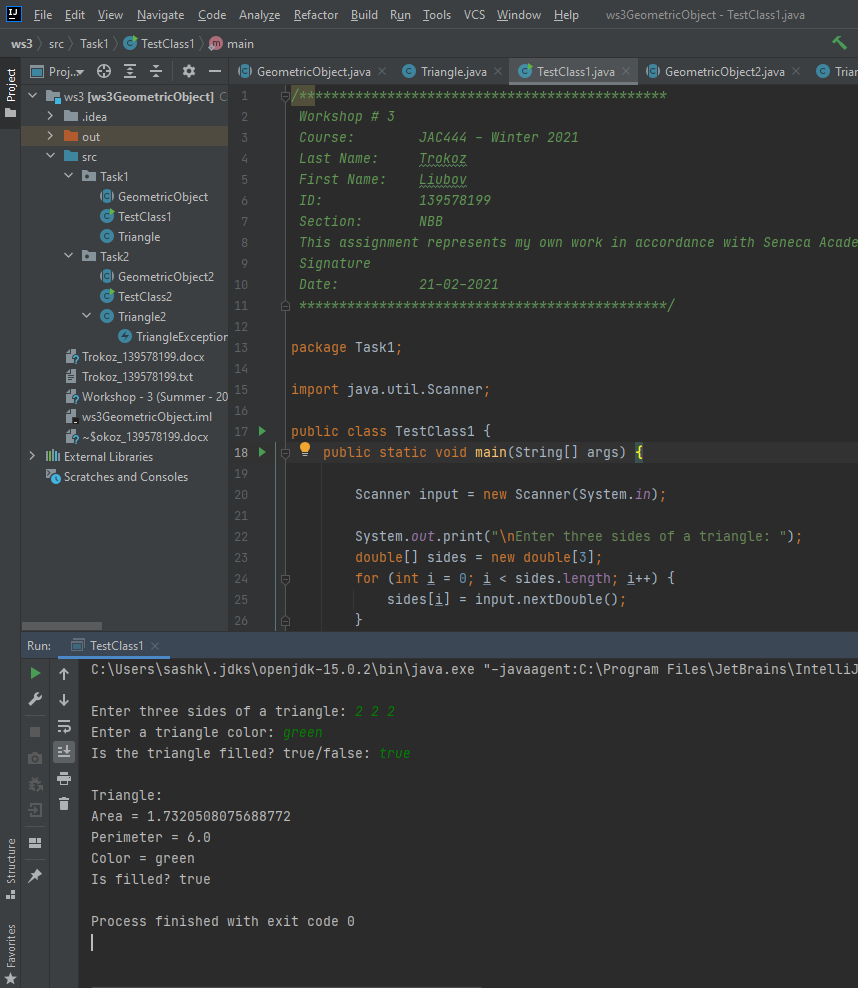 File Edit View Navigate Code Analyze Refactor Build Run Tools VCS Window Help ws3GeometricObject - TestClass1.java
ws3 src Task1 TestClass1 main
Project
Proj...
GeometricObject.java Triangle.java TestClass1.java GeometricObject2.java Trian
ws3 [ws3GeometricObject] C
.idea
out
src
Task1
GeometricObject
TestClass1
Triangle
Task2
GeometricObject2
TestClass2
Triangle2
TriangleException
Trokoz_139578199.docx
Trokoz_139578199.txt
Workshop - 3 (Summer - 20
ws3GeometricObject.iml
~$okoz_139578199.docx
External Libraries
Scratches and Consoles
1 /**********************************************
2 Workshop # 3
3 Course: JAC444 - Winter 2021
4 Last Name: Trokoz
5 First Name: Liubov
6 ID: 139578199
7 Section: NBB
8 This assignment represents my own work in accordance with Seneca Acade
9 Signature
10 Date: 21-02-2021
11 **********************************************/
12
13 package Task1;
14
15 import java.util.Scanner;
16
17 public class TestClass1 {
18 public static void main(String[] args) {
19
20 Scanner input = new Scanner(System.in);
21
22 System.out.print("\nEnter three sides of a triangle: ");
23 double[] sides = new double[3];
24 for (int i = 0; i < sides.length; i++) {
25 sides[i] = input.nextDouble();
26 }
Run: TestClass1
C:\Users\sashk\.jdks\openjdk-15.0.2\bin\java.exe "-javaagent:C:\Program Files\JetBrains\IntelliJ
Enter three sides of a triangle: 2 2 2
Enter a triangle color: green
Is the triangle filled? true/false: true
Triangle:
Area = 1.7320508075688772
Perimeter = 6.0
Color = green
Is filled? true
Process finished with exit code 0
Structure
Favorites